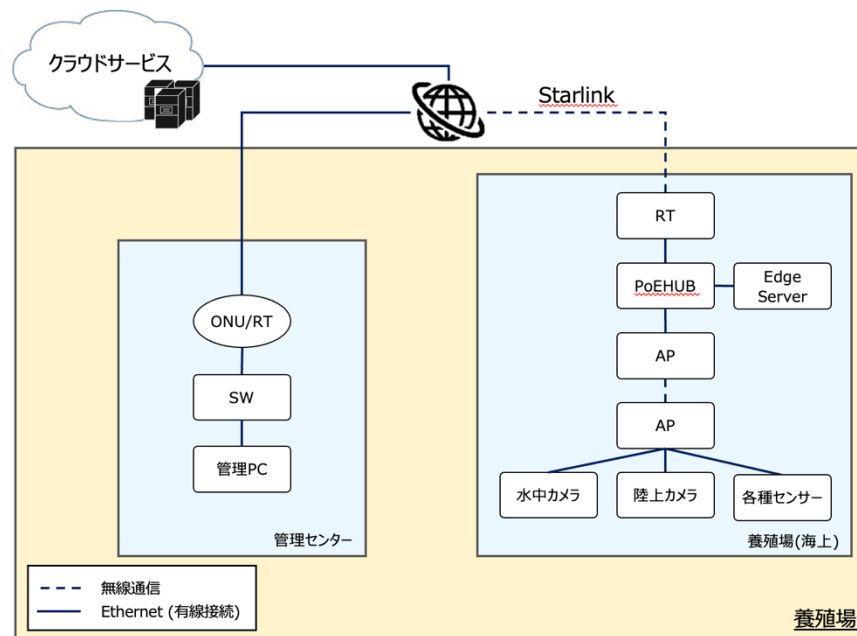 クラウドサービス
Starlink
RT
PoEHUB
Edge
Server
ONU/RT
AP
SW
AP
管理PC
水中カメラ
陸上カメラ
各種センサー
管理センター
養殖場(海上)
無線通信
Ethernet (有線接続)
養殖場